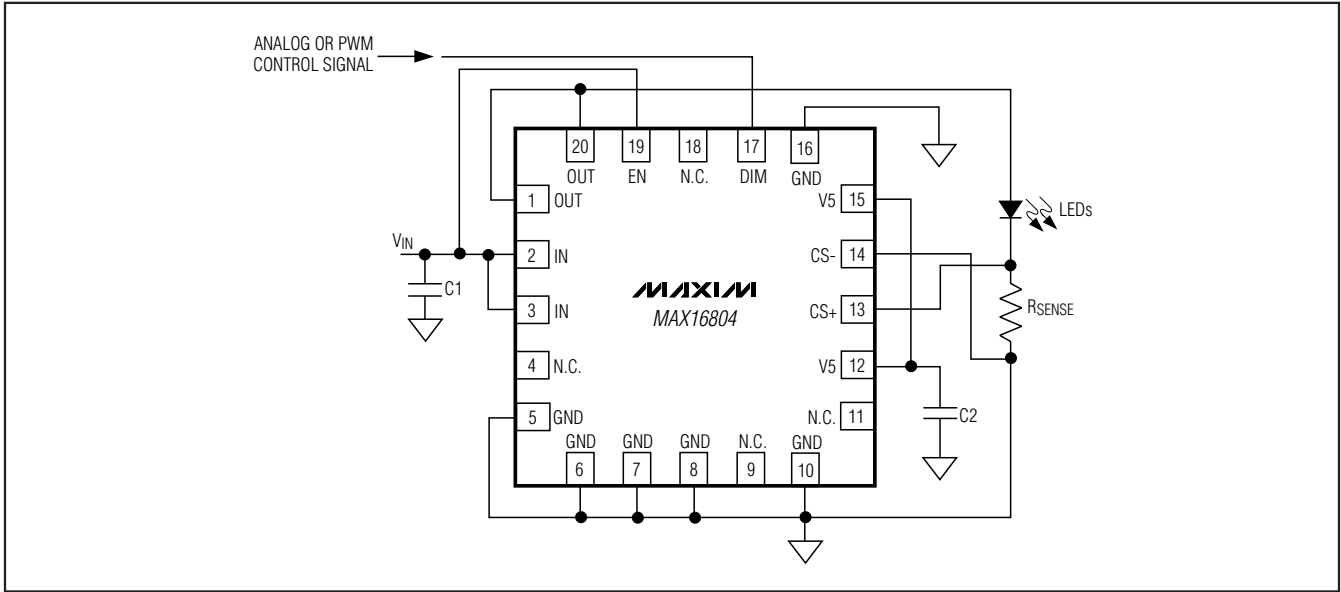 ANALOG OR PWM
CONTROL SIGNAL
20 19 18 17 16
OUT EN N.C. DIM GND
1 OUT
V5 15
LEDs
VIN
2 IN
CS- 14
C1
MAXIM
MAX16804
3 IN
CS+ 13
RSENSE
4 N.C.
V5 12
5 GND
N.C. 11
C2
GND GND GND N.C. GND
6 7 8 9 10